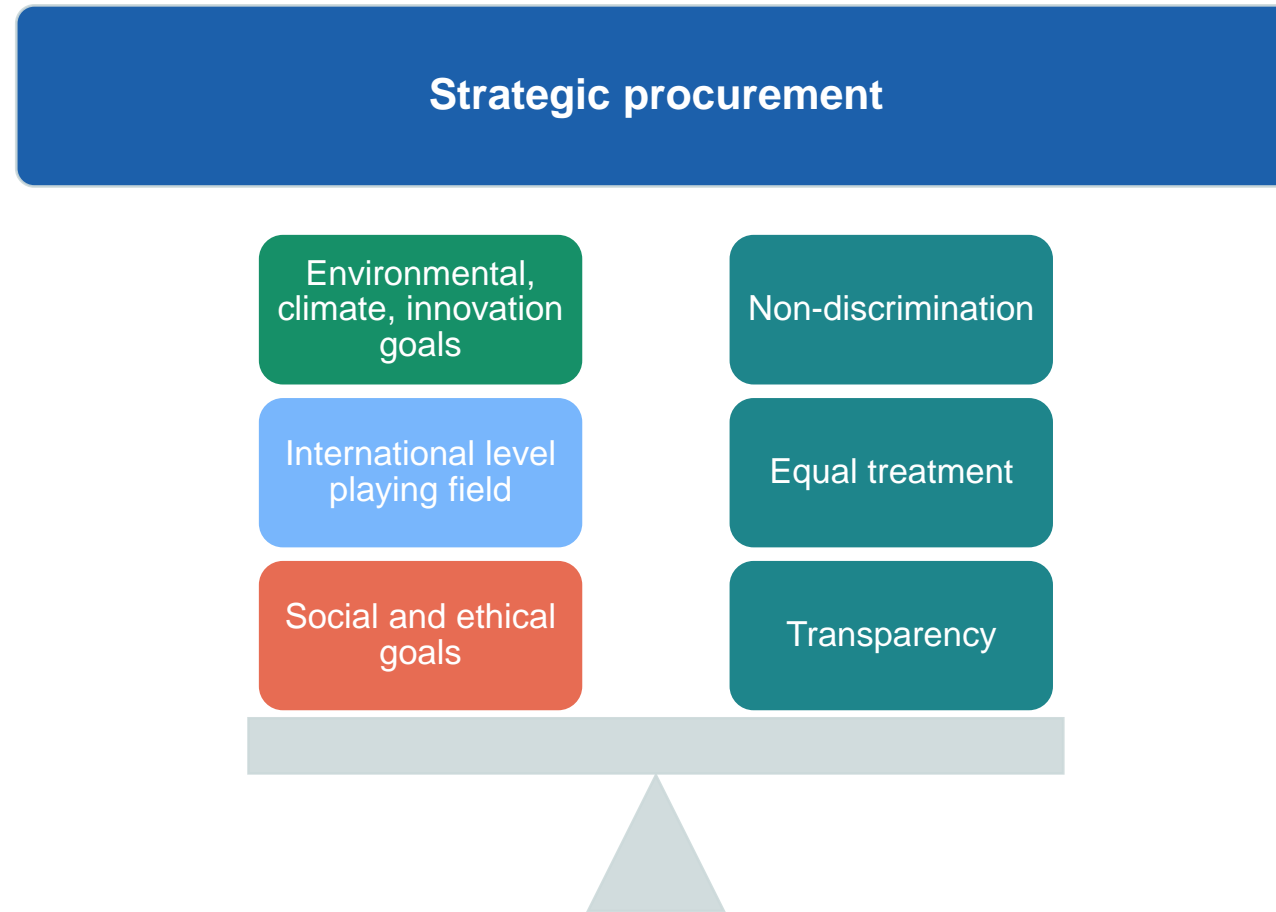 Strategic procurement
Environmental,
climate, innovation
goals
International level
playing field
Social and ethical
goals
Non-discrimination
Equal treatment
Transparency